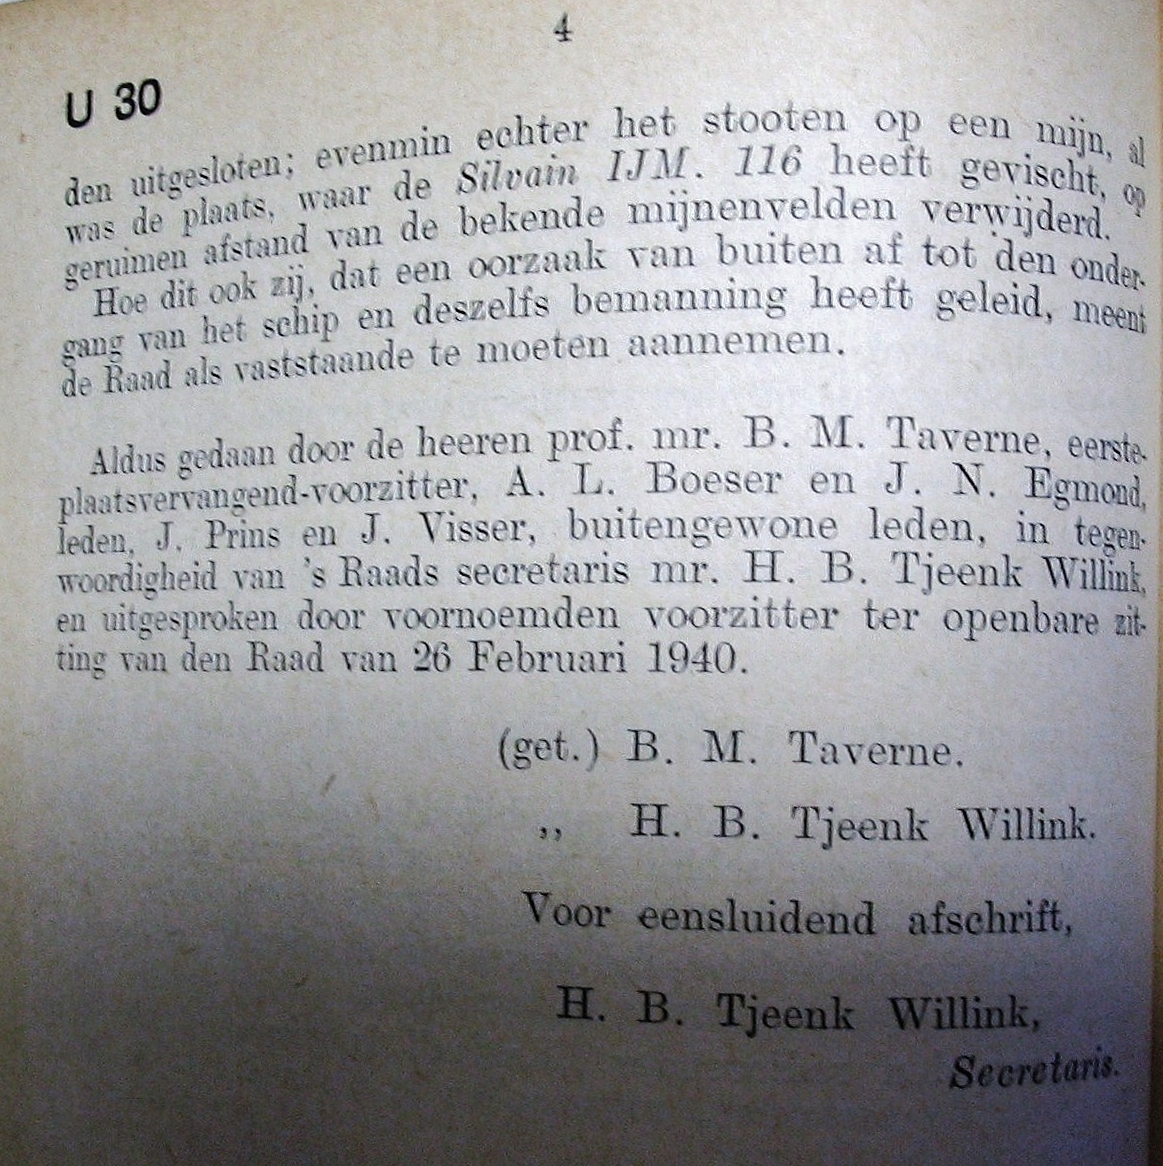 4
U 30
den uitgesloten; evenmin echter het stooten op een mijn, al
was de plaats, waar de Silvain IJM. 116 heeft gevischt, op
geruimen afstand van de bekende mijnenvelden verwijderd.
Hoe dit ook zij, dat een oorzaak van buiten af tot den onder-
gang van het schip en deszelfs bemanning heeft geleid, meent
de Raad als vaststaande te moeten aannemen.
Aldus gedaan door de heeren prof. mr. B. M. Taverne, eerste-
plaatsvervangend-voorzitter, A. L. Boeser en J. N. Egmond,
leden, J. Prins en J. Visser, buitengewone leden, in tegen-
woordigheid van 's Raads secretaris mr. H. B. Tjeenk Willink,
en uitgesproken door voornoemden voorzitter ter openbare zit-
ting van den Raad van 26 Februari 1940.
(get.) B. M. Taverne.
,, H. B. Tjeenk Willink.
Voor eensluidend afschrift,
H. B. Tjeenk Willink,
Secretaris.